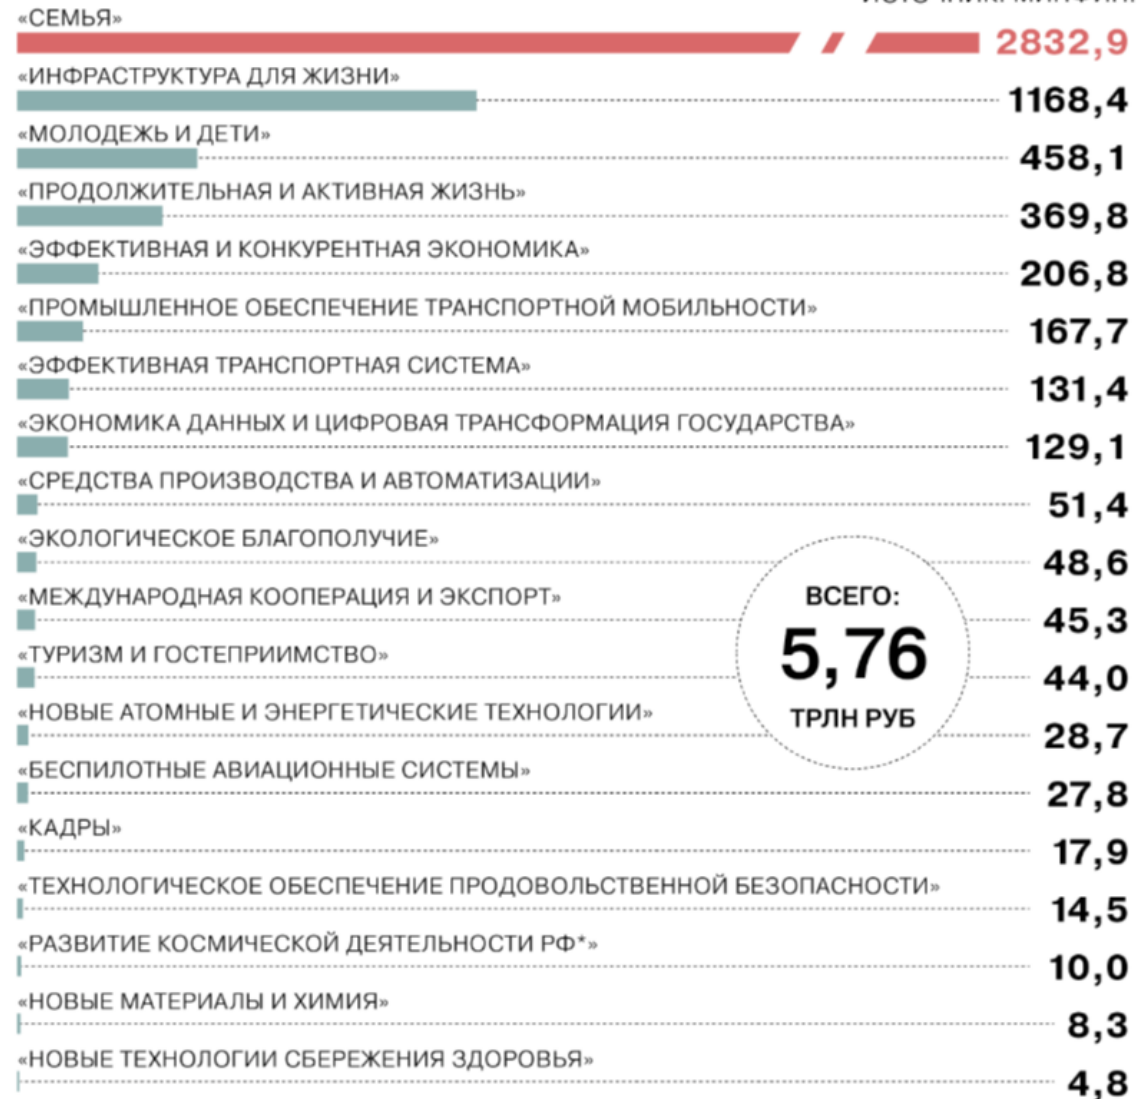 «СЕМЬЯ»
2832,9
«ИНФРАСТРУКТУРА ДЛЯ ЖИЗНИ»
1168,4
«МОЛОДЕЖЬ И ДЕТИ»
458,1
«ПРОДОЛЖИТЕЛЬНАЯ И АКТИВНАЯ ЖИЗНЬ»
369,8
«ЭФФЕКТИВНАЯ И КОНКУРЕНТНАЯ ЭКОНОМИКА»
206,8
«ПРОМЫШЛЕННОЕ ОБЕСПЕЧЕНИЕ ТРАНСПОРТНОЙ МОБИЛЬНОСТИ»
167,7
«ЭФФЕКТИВНАЯ ТРАНСПОРТНАЯ СИСТЕМА»
131,4
«ЭКОНОМИКА ДАННЫХ И ЦИФРОВАЯ ТРАНСФОРМАЦИЯ ГОСУДАРСТВА»
129,1
«СРЕДСТВА ПРОИЗВОДСТВА И АВТОМАТИЗАЦИИ»
51,4
«ЭКОЛОГИЧЕСКОЕ БЛАГОПОЛУЧИЕ»
48,6
«МЕЖДУНАРОДНАЯ КООПЕРАЦИЯ И ЭКСПОРТ»
45,3
«ТУРИЗМ И ГОСТЕПРИИМСТВО»
44,0
«НОВЫЕ АТОМНЫЕ И ЭНЕРГЕТИЧЕСКИЕ ТЕХНОЛОГИИ»
28,7
«БЕСПИЛОТНЫЕ АВИАЦИОННЫЕ СИСТЕМЫ»
27,8
«КАДРЫ»
17,9
«ТЕХНОЛОГИЧЕСКОЕ ОБЕСПЕЧЕНИЕ ПРОДОВОЛЬСТВЕННОЙ БЕЗОПАСНОСТИ»
14,5
«РАЗВИТИЕ КОСМИЧЕСКОЙ ДЕЯТЕЛЬНОСТИ РФ*»
10,0
«НОВЫЕ МАТЕРИАЛЫ И ХИМИЯ»
8,3
«НОВЫЕ ТЕХНОЛОГИИ СБЕРЕЖЕНИЯ ЗДОРОВЬЯ»
4,8
ВСЕГО:
5,76
ТРЛН РУБ